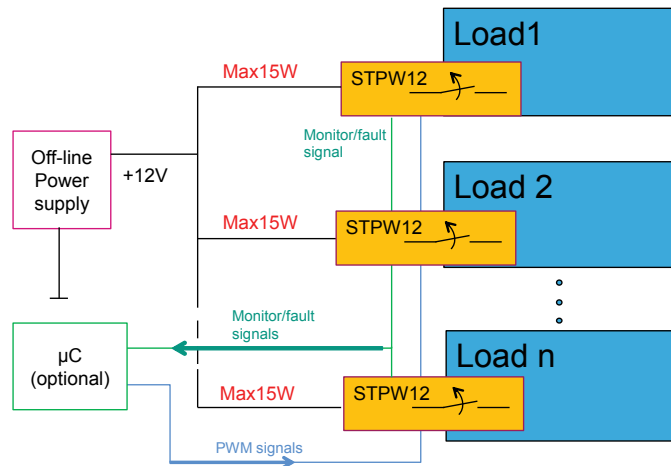 Load1
Max15W
STPW12
Monitor/fault
signal
Off-line
Power
supply
+12V
Load 2
Max15W
STPW12
Monitor/fault
signals
µC
(optional)
Load n
Max15W
STPW12
PWM signals